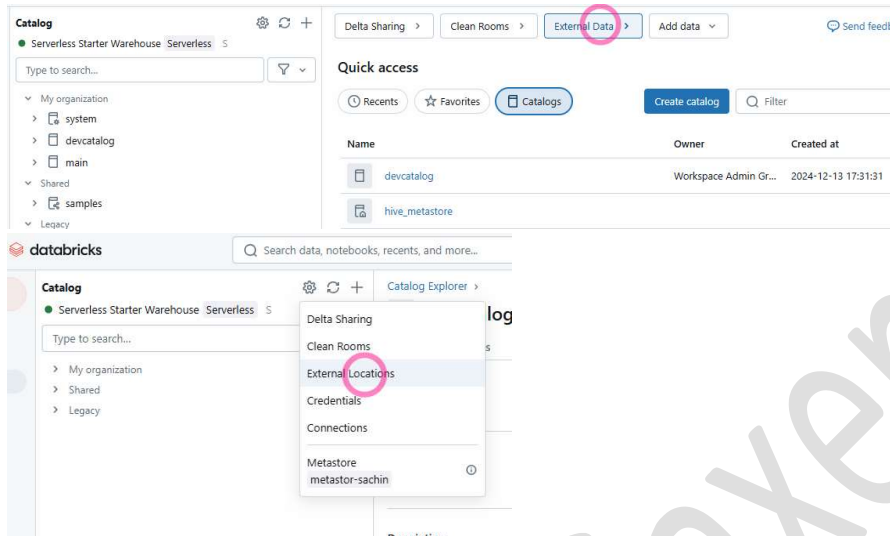 Catalog
Serverless Starter Warehouse Serverless S
Type to search...
My organization
system
devcatalog
main
Shared
samples
Legacy
Delta Sharing >
Clean Rooms >
External Data >
Add data
Send feedb
Quick access
Recents
Favorites
Catalogs
Create catalog
Filter
Name Owner Created at
devcatalog Workspace Admin Gr... 2024-12-13 17:31:31
hive_metastore
databricks
Search data, notebooks, recents, and more...
Catalog
Serverless Starter Warehouse Serverless S
Type to search...
My organization
Shared
Legacy
Delta Sharing
Clean Rooms
External Locations
Credentials
Connections
Metastore
metastor-sachin
Catalog Explorer >
log
s